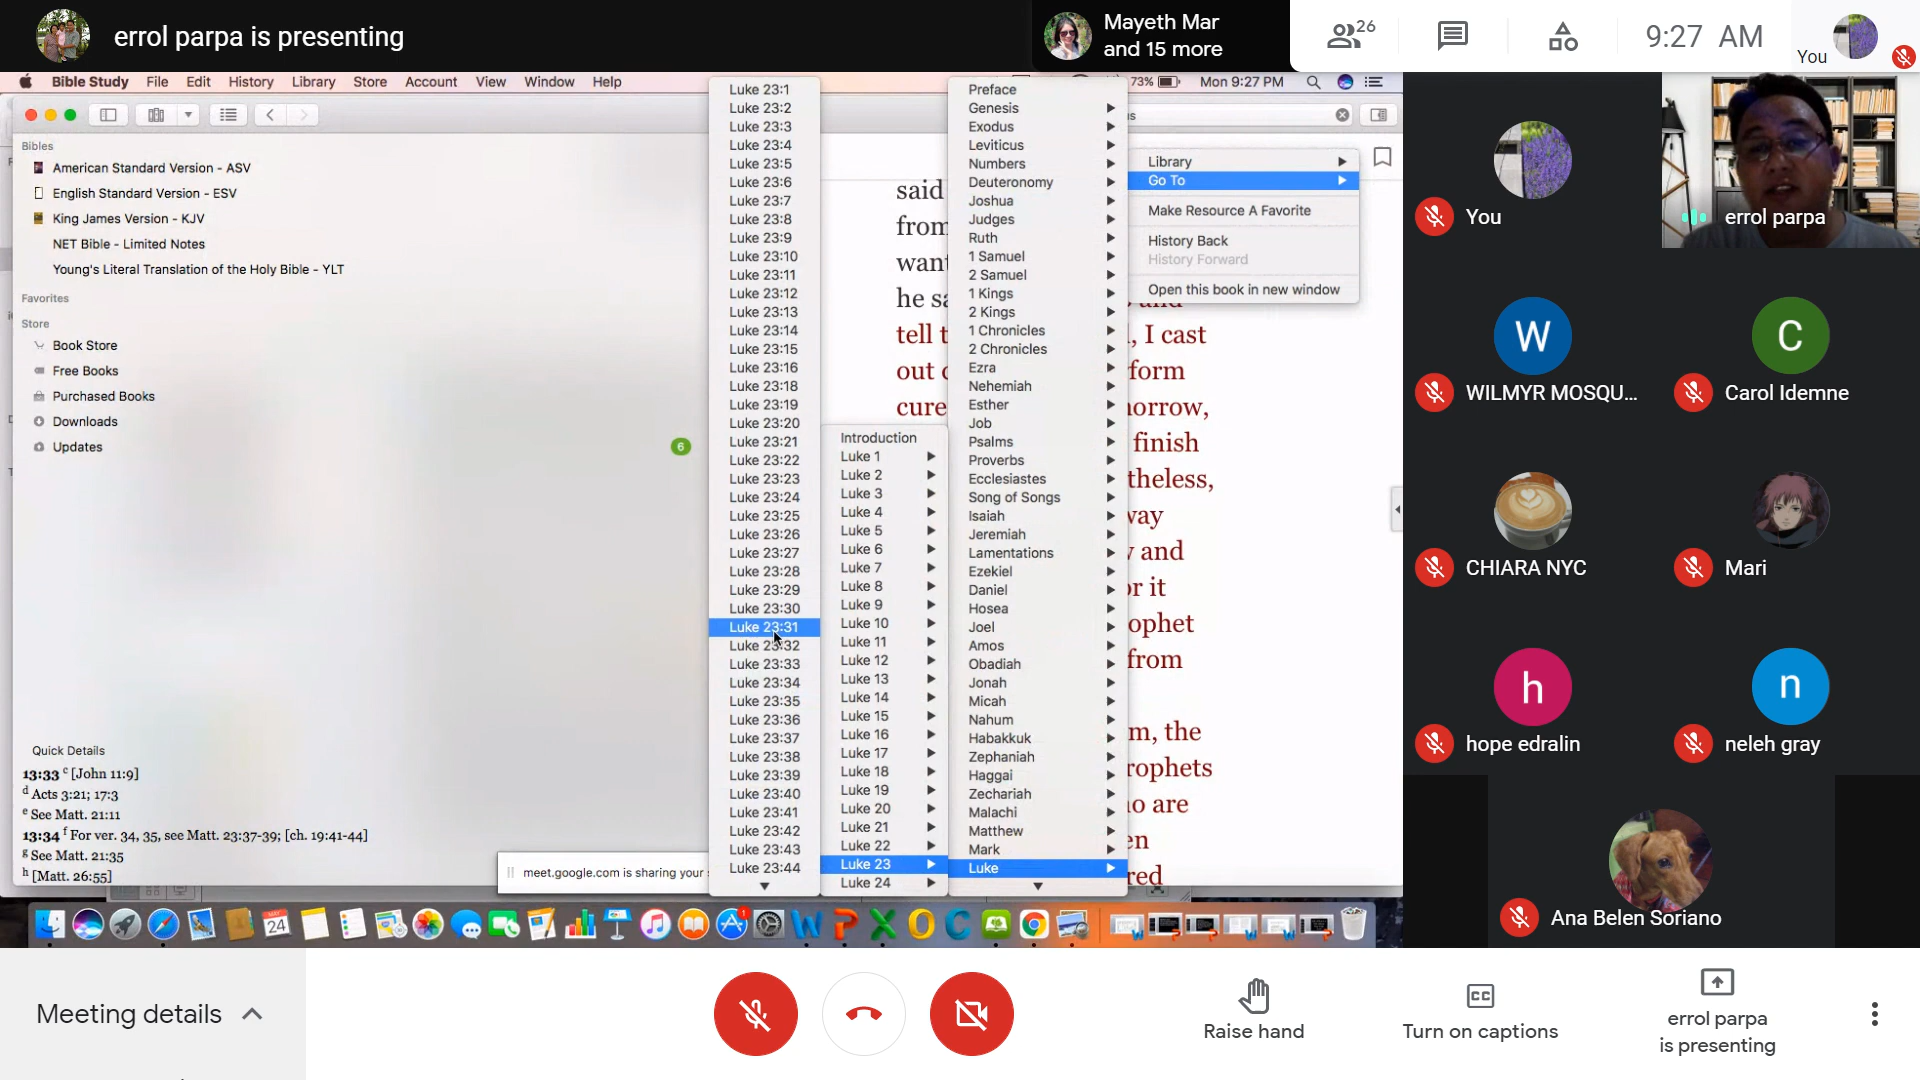 errol parpa is presenting
Mayeth Mar
and 15 more
26
9:27 AM
You
Bible Study File Edit History Library Store Account View Window Help
73% Mon 9:27 PM
Bibles
American Standard Version - ASV
English Standard Version - ESV
King James Version - KJV
NET Bible - Limited Notes
Young's Literal Translation of the Holy Bible - YLT
Favorites
Store
Book Store
Free Books
Purchased Books
Downloads
Updates
6
Quick Details
13:33 c [John 11:9]
d Acts 3:21; 17:3
e See Matt. 21:11
13:34 f For ver. 34, 35, see Matt. 23:37-39; [ch. 19:41-44]
g See Matt. 21:35
h [Matt. 26:55]
meet.google.com is sharing your
Luke 23:1
Luke 23:2
Luke 23:3
Luke 23:4
Luke 23:5
Luke 23:6
Luke 23:7
Luke 23:8
Luke 23:9
Luke 23:10
Luke 23:11
Luke 23:12
Luke 23:13
Luke 23:14
Luke 23:15
Luke 23:16
Luke 23:18
Luke 23:19
Luke 23:20
Luke 23:21
Luke 23:22
Luke 23:23
Luke 23:24
Luke 23:25
Luke 23:26
Luke 23:27
Luke 23:28
Luke 23:29
Luke 23:30
Luke 23:31
Luke 23:32
Luke 23:33
Luke 23:34
Luke 23:35
Luke 23:36
Luke 23:37
Luke 23:38
Luke 23:39
Luke 23:40
Luke 23:41
Luke 23:42
Luke 23:43
Luke 23:44
Introduction
Luke 1
Luke 2
Luke 3
Luke 4
Luke 5
Luke 6
Luke 7
Luke 8
Luke 9
Luke 10
Luke 11
Luke 12
Luke 13
Luke 14
Luke 15
Luke 16
Luke 17
Luke 18
Luke 19
Luke 20
Luke 21
Luke 22
Luke 23
Luke 24
Preface
Genesis
Exodus
Leviticus
Numbers
Deuteronomy
Joshua
Judges
Ruth
1 Samuel
2 Samuel
1 Kings
2 Kings
1 Chronicles
2 Chronicles
Ezra
Nehemiah
Esther
Job
Psalms
Proverbs
Ecclesiastes
Song of Songs
Isaiah
Jeremiah
Lamentations
Ezekiel
Daniel
Hosea
Joel
Amos
Obadiah
Jonah
Micah
Nahum
Habakkuk
Zephaniah
Haggai
Zechariah
Malachi
Matthew
Mark
Luke
Library
Go To
Make Resource A Favorite
History Back
History Forward
Open this book in new window
said
from
want
he sa
tell t , I cast
out form
cure orrow,
finish
theless,
way
and
or it
ophet
from
m, the
rophets
o are
en
red
24
1
You
errol parpa
W
WILMYR MOSQU...
C
Carol Idemne
CHIARA NYC
Mari
h
hope edralin
n
neleh gray
Ana Belen Soriano
Meeting details
Raise hand
CC
Turn on captions
errol parpa
is presenting